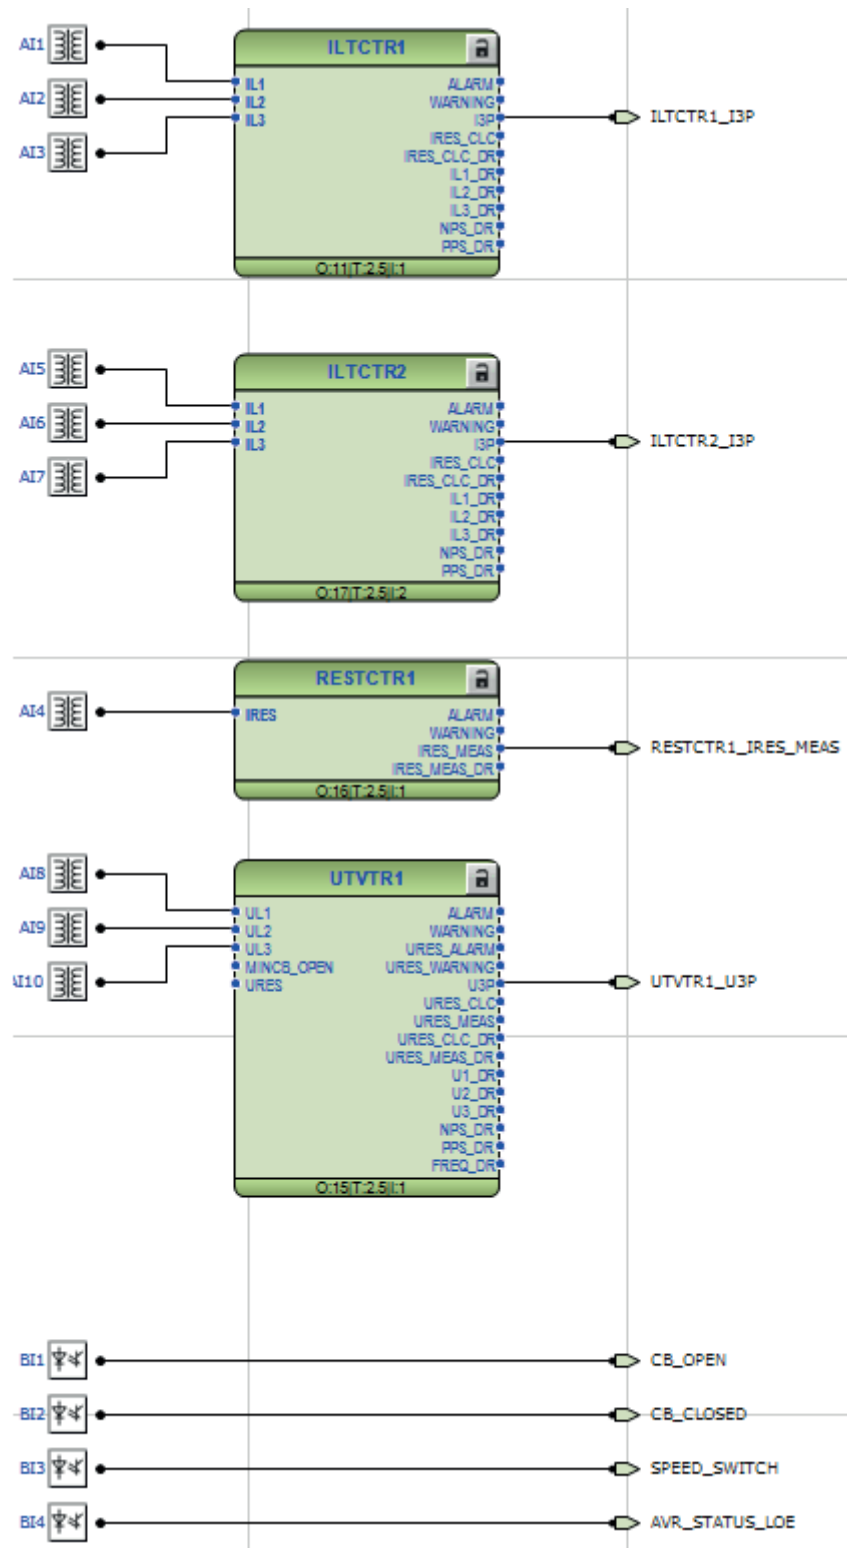 ILTCTR1
AI1
IL1 ALARM
AI2 IL2 WARNING
IL3 I3P ILTCTR1_I3P
IRES_CLC
AI3 IRES_CLC_DR
IL1_DR
IL2_DR
IL3_DR
NPS_DR
PPS_DR
O:11|T:2.5|I:1
AI5 ILTCTR2
IL1 ALARM
AI6 IL2 WARNING
IL3 I3P ILTCTR2_I3P
IRES_CLC
AI7 IRES_CLC_DR
IL1_DR
IL2_DR
IL3_DR
NPS_DR
PPS_DR
O:17|T:2.5|I:2
RESTCTR1
AI4 IRES ALARM
WARNING
IRES_MEAS RESTCTR1_IRES_MEAS
IRES_MEAS_DR
O:16|T:2.5|I:1
AI8 UTVTR1
UL1 ALARM
AI9 UL2 WARNING
UL3 URES_ALARM
MINCB_OPEN URES_WARNING
AI10 URES U3P UTVTR1_U3P
URES_CLC
URES_MEAS
URES_CLC_DR
URES_MEAS_DR
U1_DR
U2_DR
U3_DR
NPS_DR
PPS_DR
FREQ_DR
O:15|T:2.5|I:1
BI1 CB_OPEN
BI2 CB_CLOSED
BI3 SPEED_SWITCH
BI4 AVR_STATUS_LOE